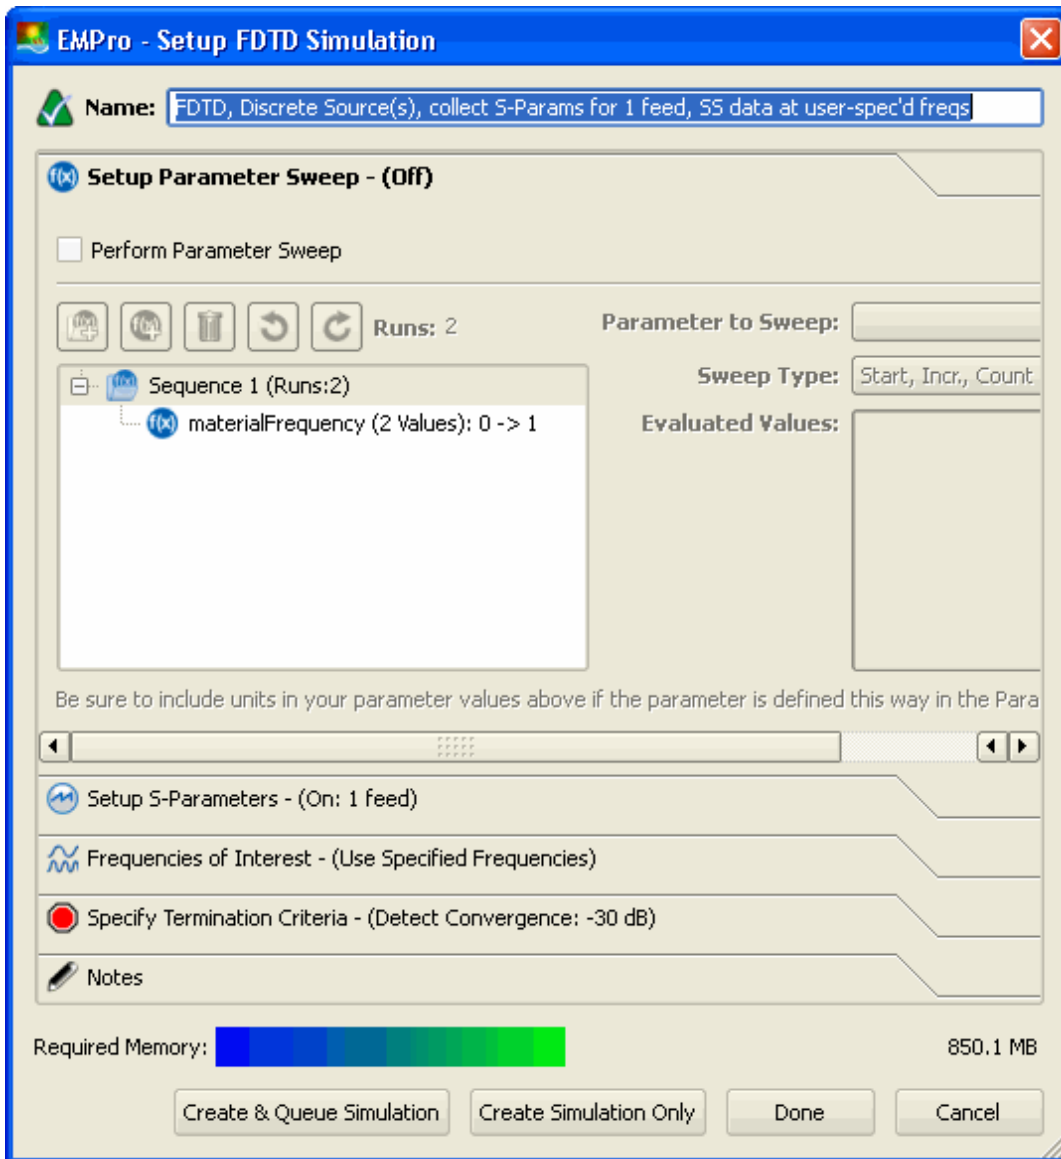 EMPro - Setup FDTD Simulation
Name: FDTD, Discrete Source(s), collect S-Params for 1 feed, SS data at user-spec'd freqs
f(x) Setup Parameter Sweep - (Off)
Perform Parameter Sweep
Runs: 2
Parameter to Sweep:
Sequence 1 (Runs:2)
Sweep Type: Start, Incr., Count
f(x) materialFrequency (2 Values): 0 -> 1
Evaluated Values:
Be sure to include units in your parameter values above if the parameter is defined this way in the Para
Setup S-Parameters - (On: 1 feed)
Frequencies of Interest - (Use Specified Frequencies)
Specify Termination Criteria - (Detect Convergence: -30 dB)
Notes
Required Memory: 850.1 MB
Create & Queue Simulation Create Simulation Only Done Cancel